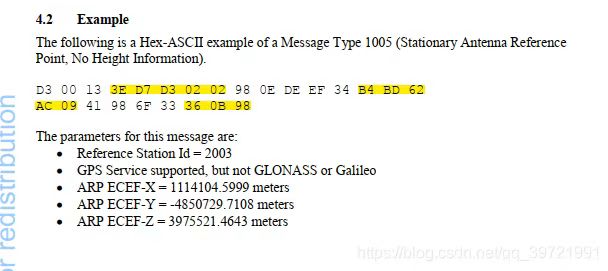 4.2 Example
The following is a Hex-ASCII example of a Message Type 1005 (Stationary Antenna Reference
Point, No Height Information).
D3 00 13 3E D7 D3 02 02 98 0E DE EF 34 B4 BD 62
AC 09 41 98 6F 33 36 0B 98
The parameters for this message are:
• Reference Station Id = 2003
• GPS Service supported, but not GLONASS or Galileo
• ARP ECEF-X = 1114104.5999 meters
• ARP ECEF-Y = -4850729.7108 meters
• ARP ECEF-Z = 3975521.4643 meters
r redistribution
https://blog.csdn.net/qq_39721991